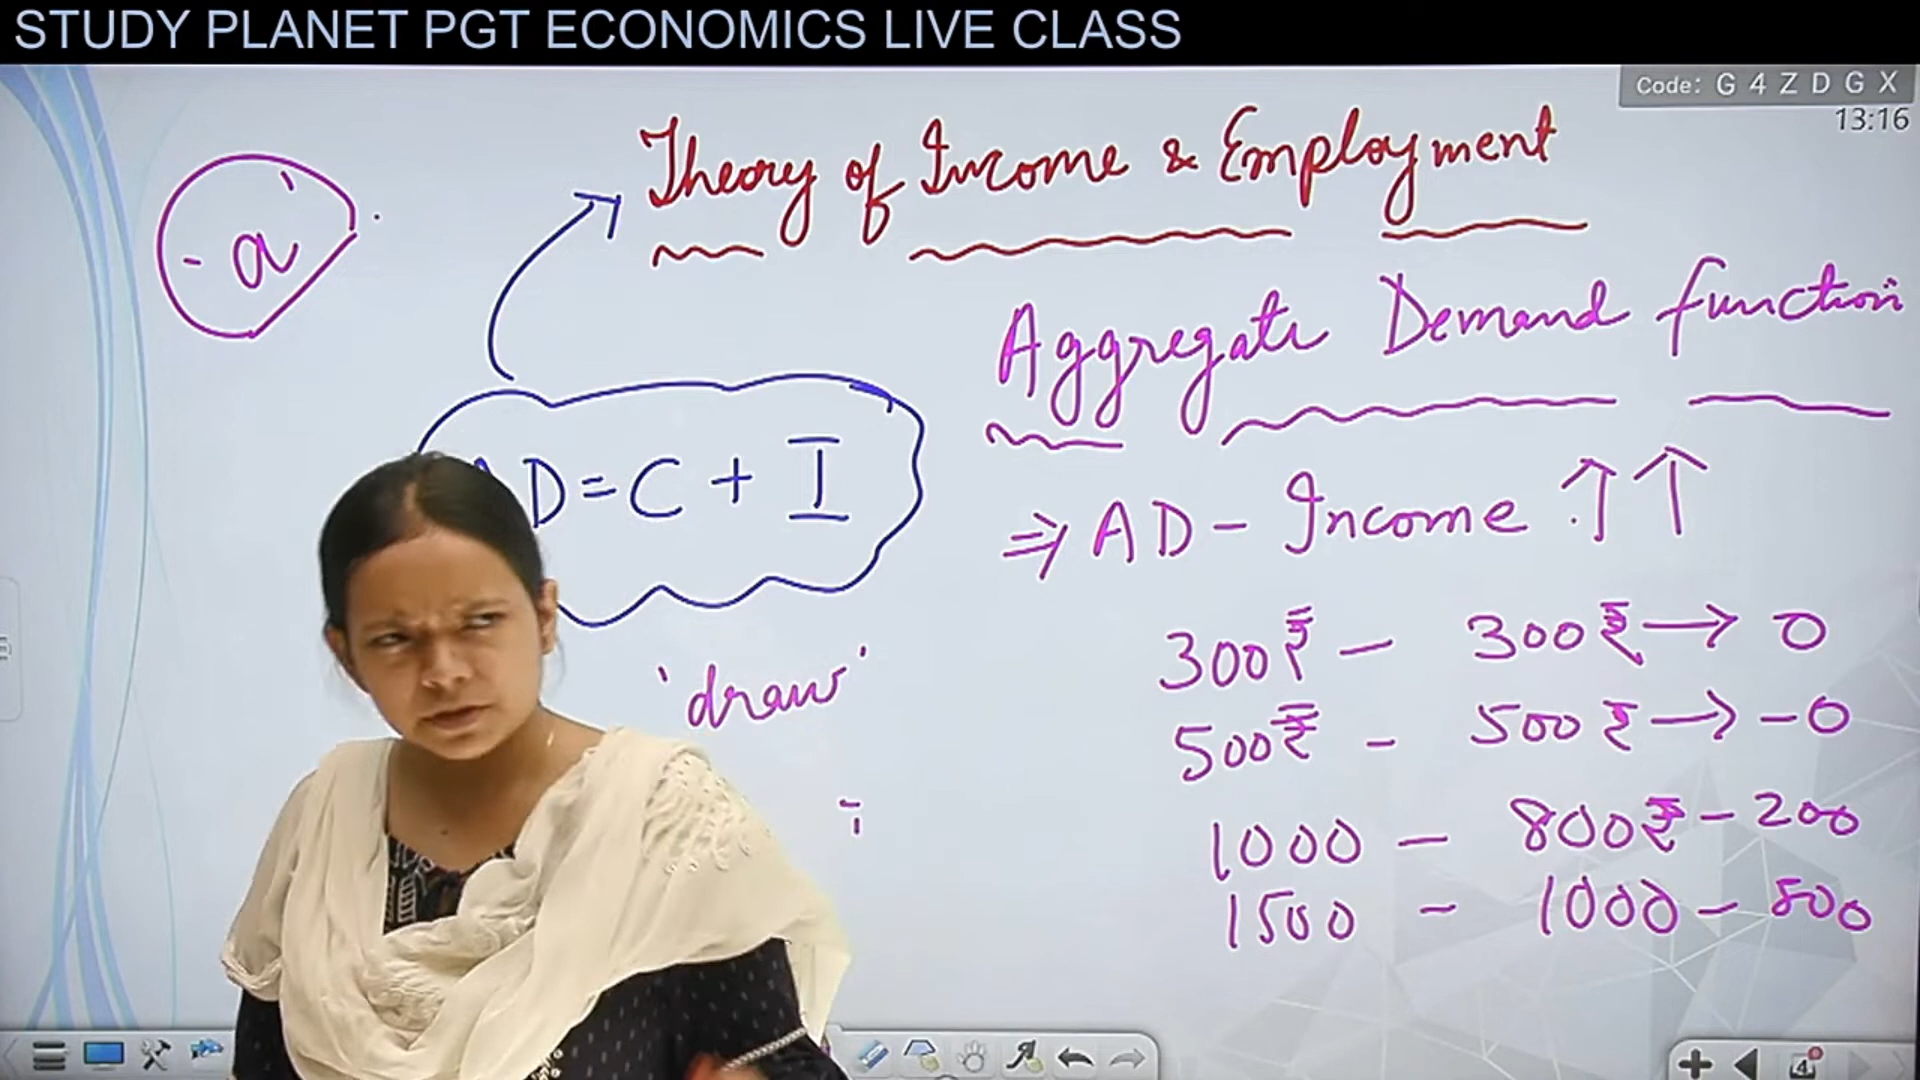 STUDY PLANET PGT ECONOMICS LIVE CLASS
Code: G 4 Z D G X
13:16
Theory of Income & Employment
a
Aggregate Demand function
D = C + I
⇒ AD - Income ↑↑
300₹ - 300₹ → 0
500₹ - 500₹ → - 0
'draw'
1000 - 800₹ - 200
1500 - 1000 - 500
4